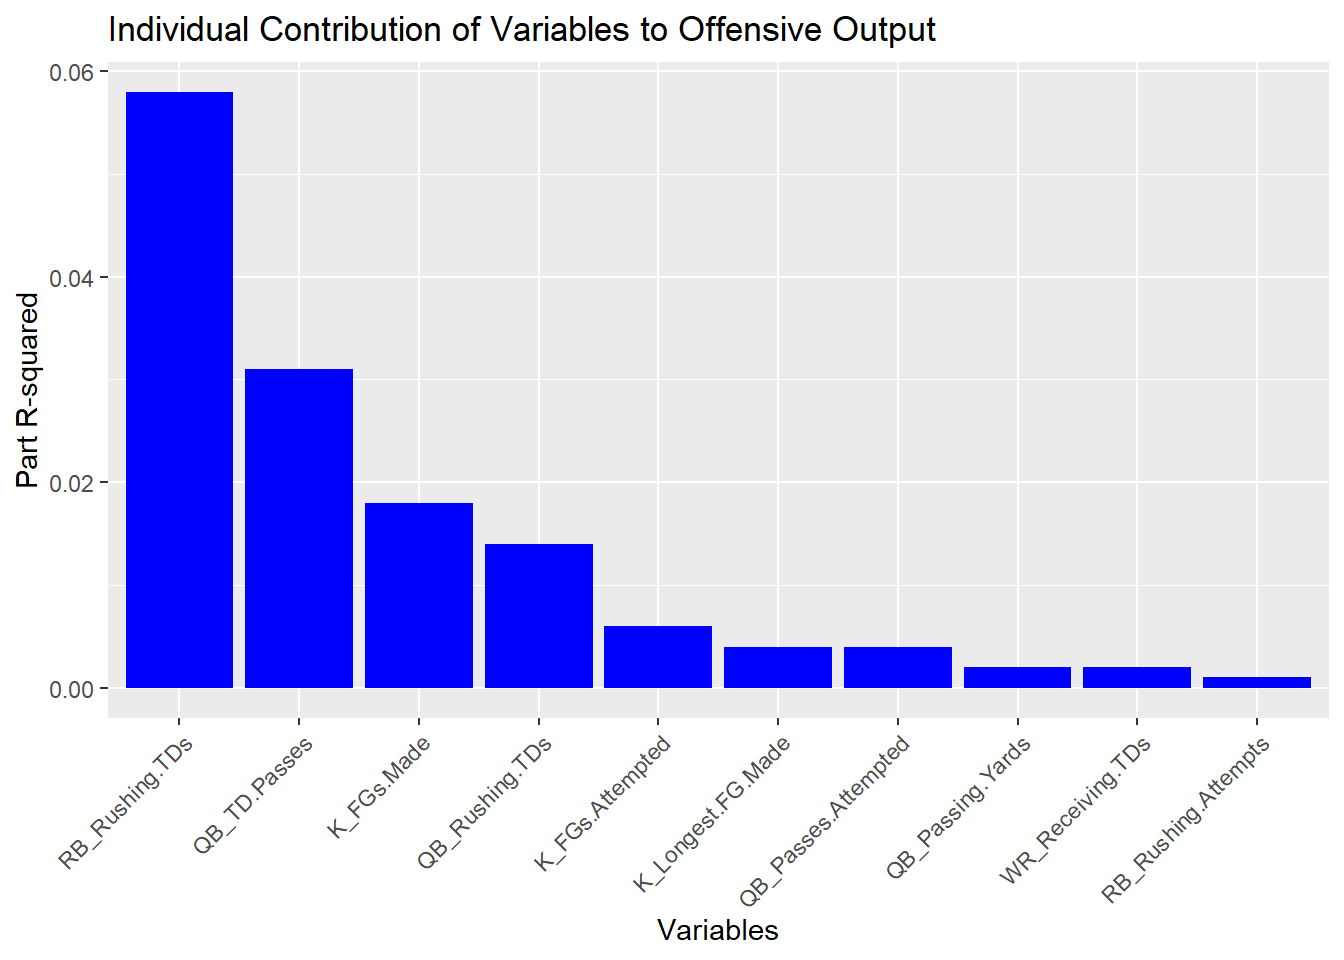 Individual Contribution of Variables to Offensive Output
Part R-squared
0.06
0.04
0.02
0.00
RB_Rushing.TDs
QB_TD.Passes
K_FGs.Made
QB_Rushing.TDs
K_FGs.Attempted
K_Longest.FG.Made
QB_Passes.Attempted
QB_Passing.Yards
WR_Receiving.TDs
RB_Rushing.Attempts
Variables